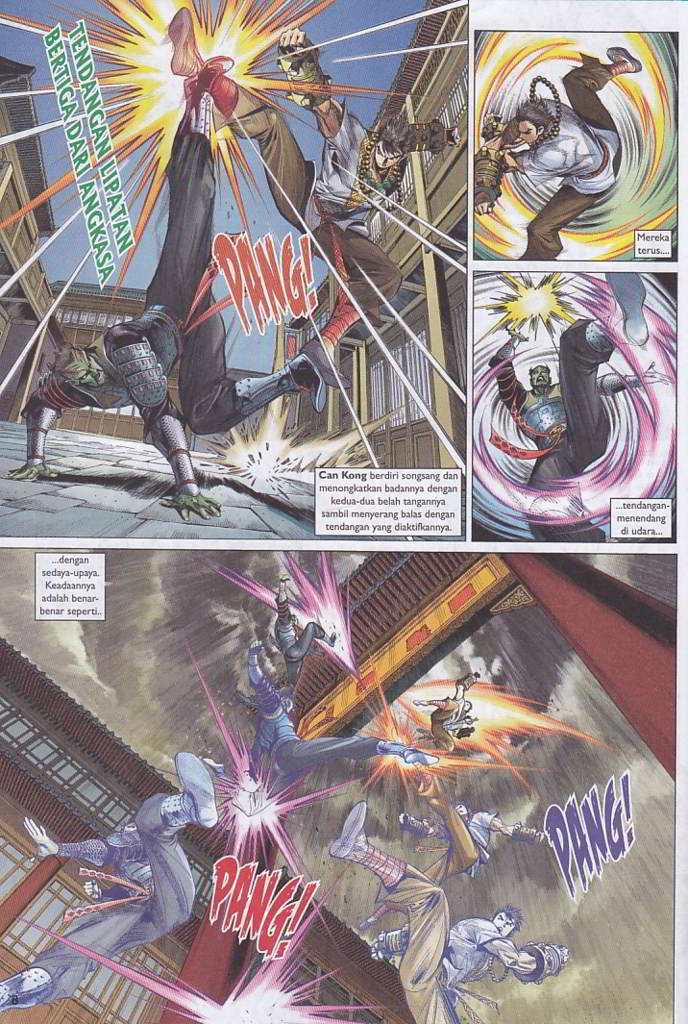 TENDANGAN LIPATAN
BERTIGA DARI ANGKASA
PANG!
Can Kong berdiri songsang dan
menongkatkan badannya dengan
kedua-dua belah tangannya
sambil menyerang balas dengan
tendangan yang diaktifkannya.
Mereka
terus....
...tendangan-
menendang
di udara...
...dengan
sedaya-upaya.
Keadaannya
adalah benar-
benar seperti..
PANG!
PANG!
8